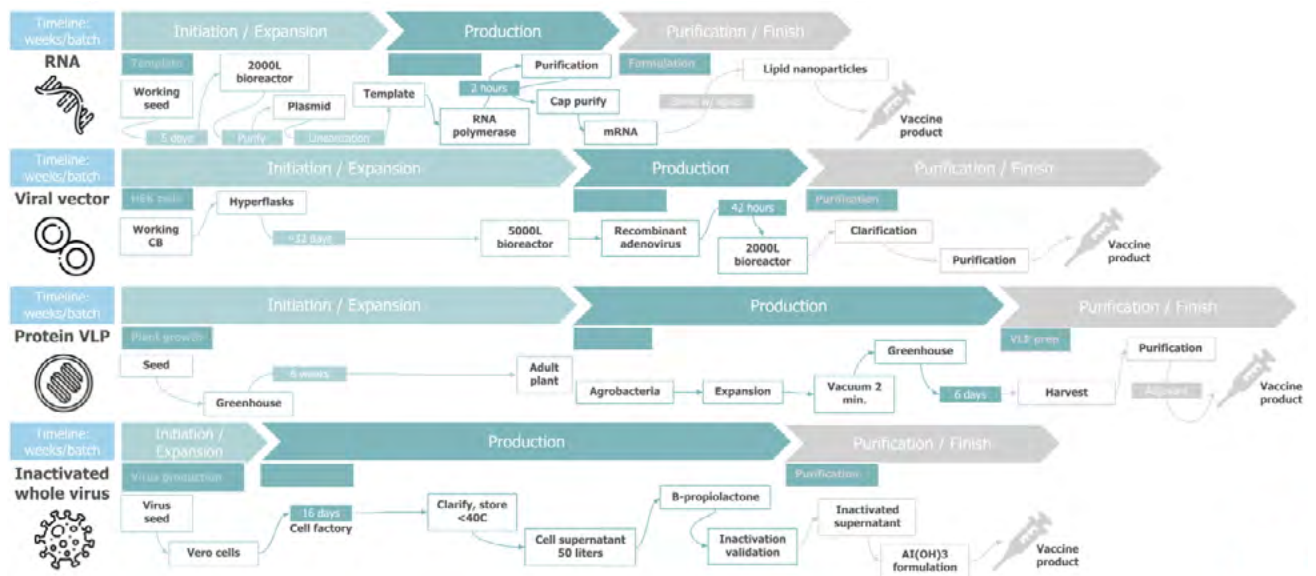 Timeline:
weeks/batch
Initiation / Expansion
Production
Purification / Finish
RNA
Template
Working
seed
5 days
2000L
bioreactor
Purify
Plasmid
Linearization
Template
RNA
polymerase
2 hours
Purification
Cap purify
mRNA
Formulation
Lipid nanoparticles
Vaccine
product
Timeline:
weeks/batch
Initiation / Expansion
Production
Purification / Finish
Viral vector
HEK cells
Working
CB
Hyperflasks
~32 days
5000L
bioreactor
Recombinant
adenovirus
42 hours
2000L
bioreactor
Purification
Clarification
Purification
Vaccine
product
Timeline:
weeks/batch
Initiation / Expansion
Production
Purification / Finish
Protein VLP
Plant growth
Seed
Greenhouse
6 weeks
Adult
plant
Agrobacteria
Expansion
Vacuum 2
min.
Greenhouse
6 days
VLP prep
Harvest
Purification
Adjuvant
Vaccine
product
Timeline:
weeks/batch
Initiation /
Expansion
Production
Purification / Finish
Inactivated
whole virus
Virus production
Virus
seed
Vero cells
16 days
Cell factory
Clarify, store
<40C
Cell supernatant
50 liters
B-propiolactone
Inactivation
validation
Purification
Inactivated
supernatant
Al(OH)3
formulation
Vaccine
product